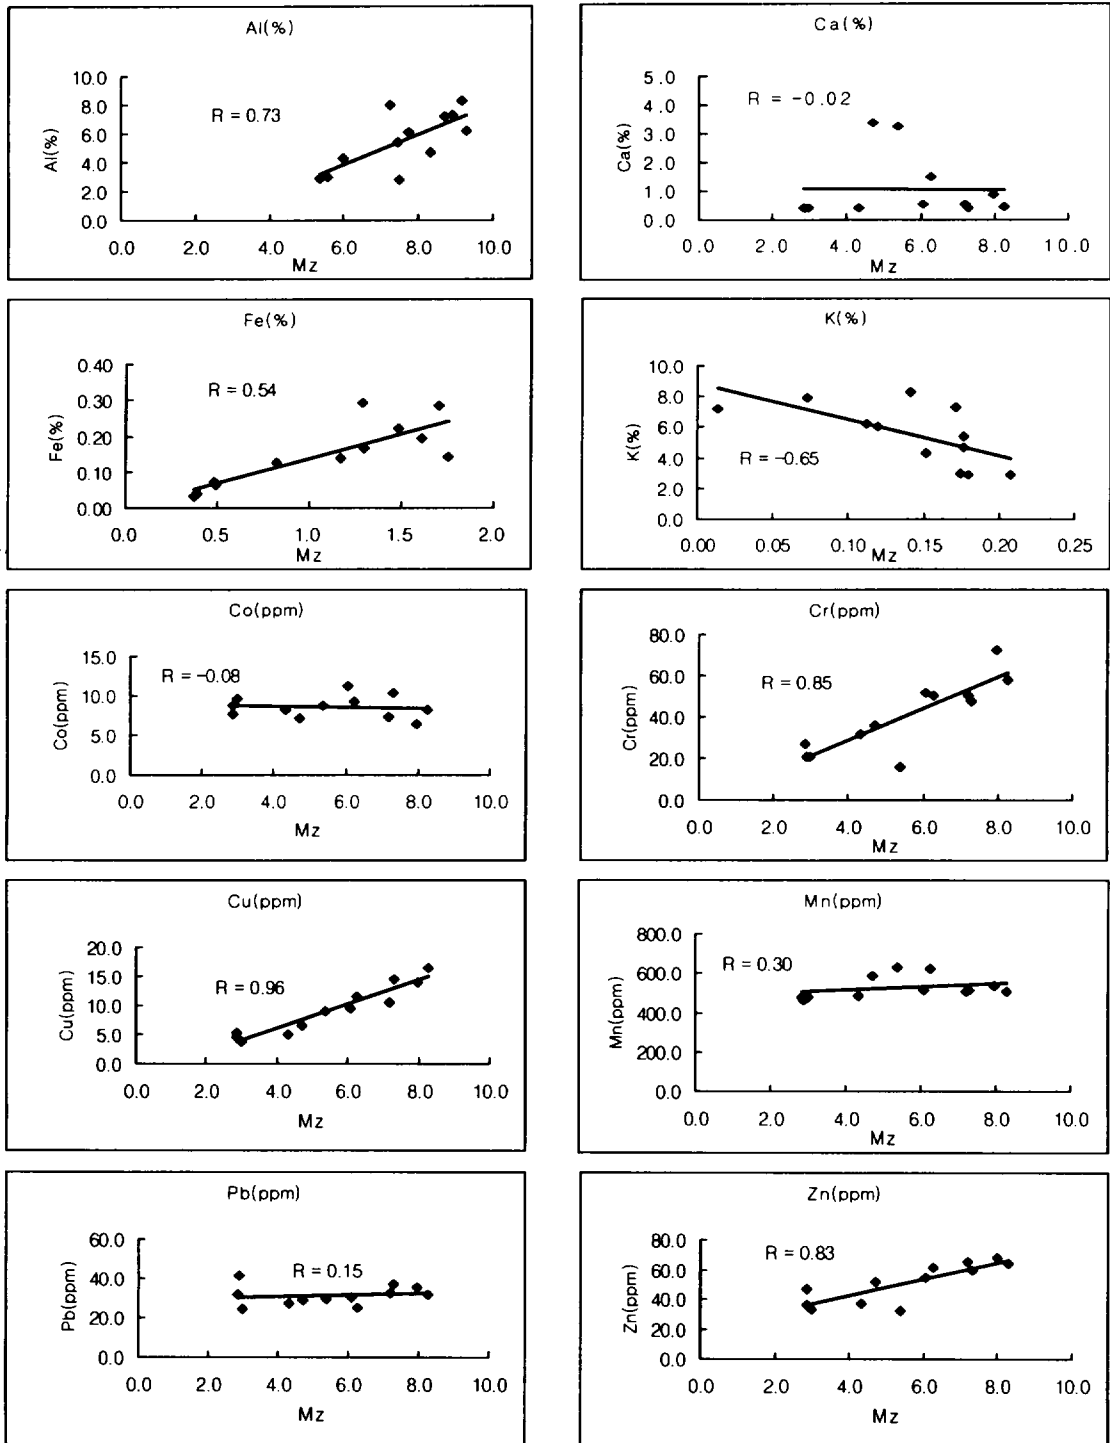 Al(%)
10.0
8.0
6.0
4.0
2.0
0.0
Al(%)
R = 0.73
0.0 2.0 4.0 6.0 8.0 10.0
Mz
Ca(%)
5.0
4.0
3.0
2.0
1.0
0.0
Ca(%)
R = -0.02
0.0 2.0 4.0 6.0 8.0 10.0
Mz
Fe(%)
0.40
0.30
0.20
0.10
0.00
Fe(%)
R = 0.54
0.0 0.5 1.0 1.5 2.0
Mz
K(%)
10.0
8.0
6.0
4.0
2.0
0.0
K(%)
R = -0.65
0.00 0.05 0.10 0.15 0.20 0.25
Mz
Co(ppm)
15.0
10.0
5.0
0.0
Co(ppm)
R = -0.08
0.0 2.0 4.0 6.0 8.0 10.0
Mz
Cr(ppm)
80.0
60.0
40.0
20.0
0.0
Cr(ppm)
R = 0.85
0.0 2.0 4.0 6.0 8.0 10.0
Mz
Cu(ppm)
20.0
15.0
10.0
5.0
0.0
Cu(ppm)
R = 0.96
0.0 2.0 4.0 6.0 8.0 10.0
Mz
Mn(ppm)
800.0
600.0
400.0
200.0
0.0
Mn(ppm)
R = 0.30
0.0 2.0 4.0 6.0 8.0 10.0
Mz
Pb(ppm)
60.0
40.0
20.0
0.0
Pb(ppm)
R = 0.15
0.0 2.0 4.0 6.0 8.0 10.0
Mz
Zn(ppm)
80.0
60.0
40.0
20.0
0.0
Zn(ppm)
R = 0.83
0.0 2.0 4.0 6.0 8.0 10.0
Mz